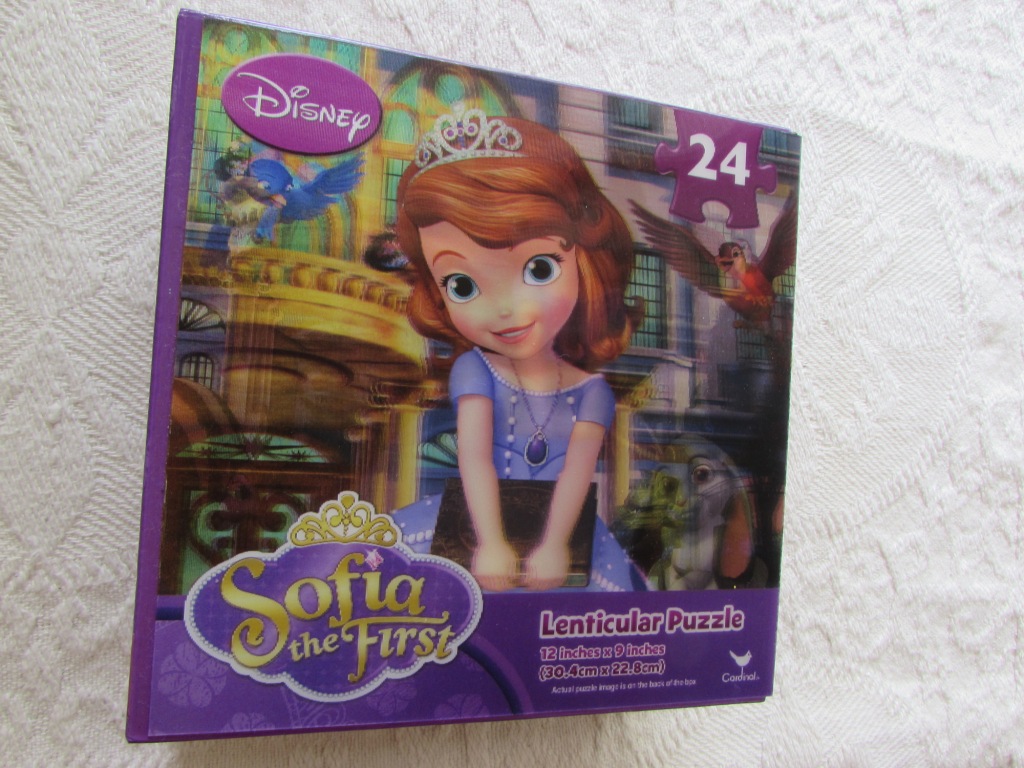 Disney
24
Sofia
the First
Lenticular Puzzle
12 inches x 9 inches
(30.4cm x 22.8cm)
Actual puzzle image is on the back of the box
Cardinal